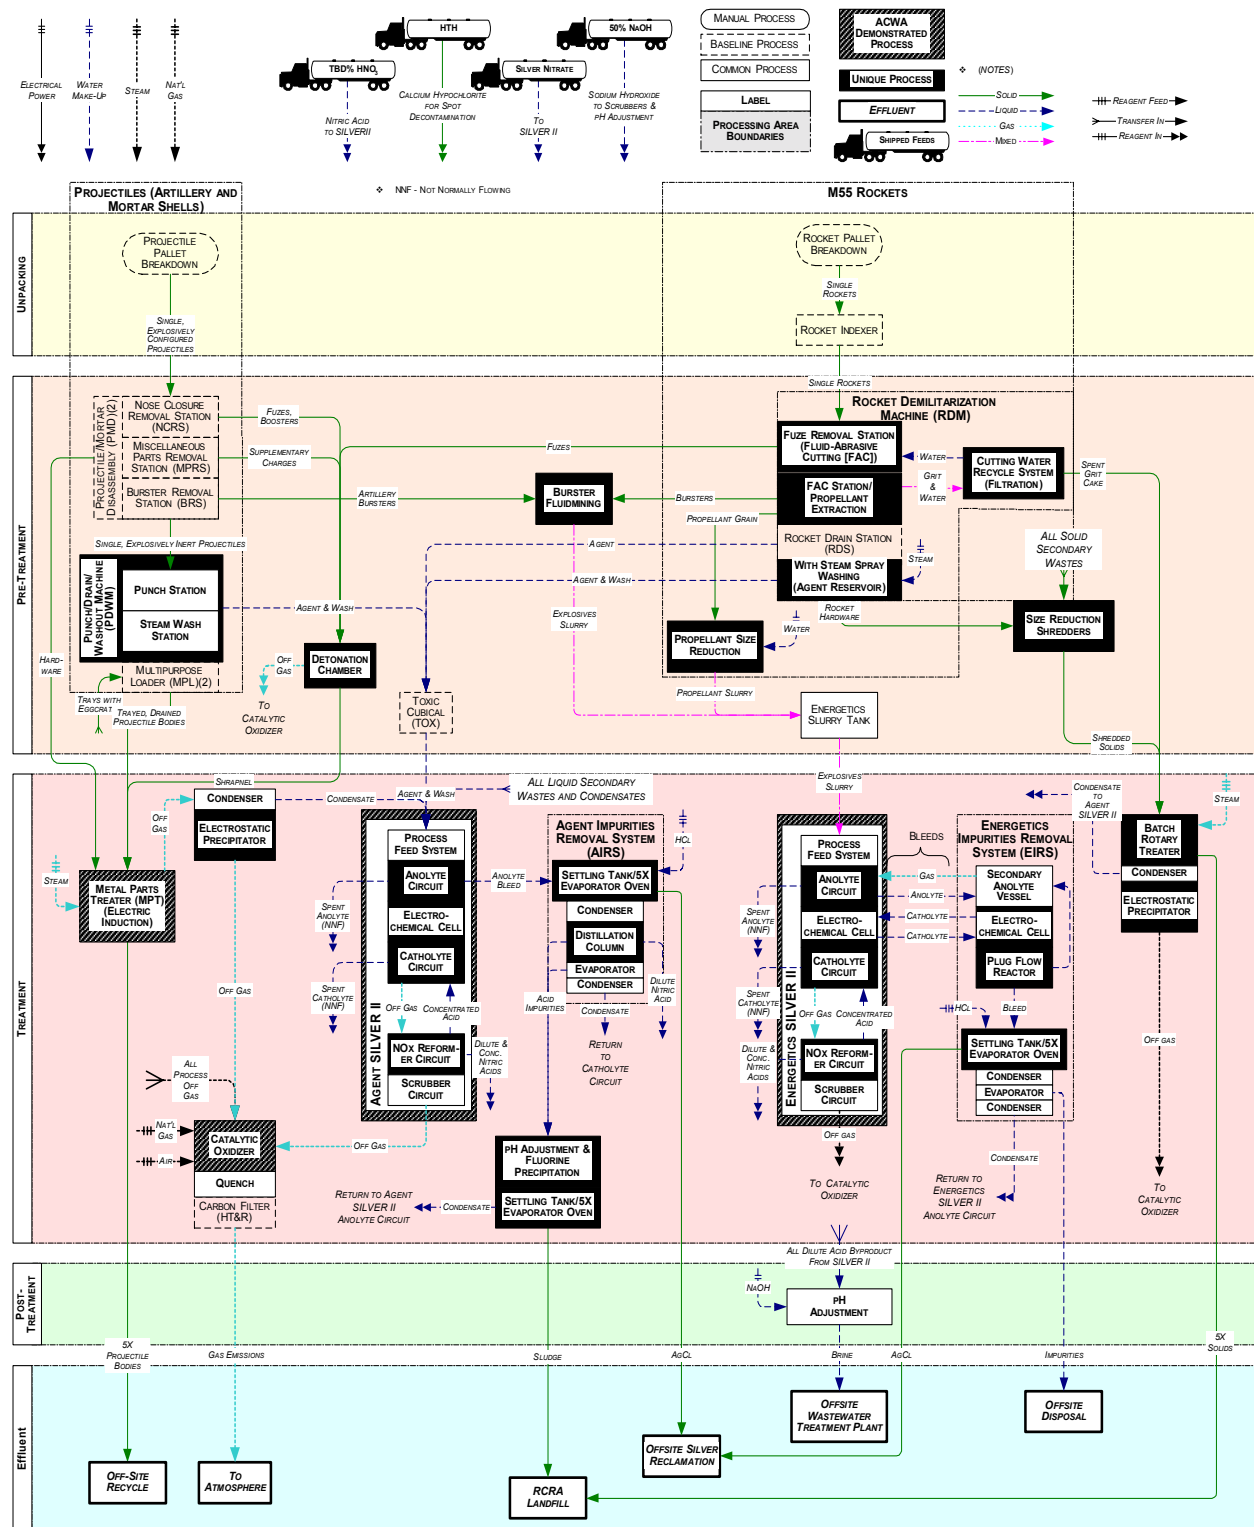 ELECTRICAL
POWER
WATER
MAKE-UP
STEAM
NAT'L
GAS
HTH
TBD% HNO3
50% NAOH
SILVER NITRATE
NITRIC ACID
TO SILVERII
CALCIUM HYPOCHLORITE
FOR SPOT
DECONTAMINATION
TO
SILVER II
SODIUM HYDROXIDE
TO SCRUBBERS &
PH ADJUSTMENT
MANUAL PROCESS
BASELINE PROCESS
COMMON PROCESS
LABEL
PROCESSING AREA
BOUNDARIES
ACWA
DEMONSTRATED
PROCESS
UNIQUE PROCESS
EFFLUENT
SHIPPED FEEDS
❖ (NOTES)
SOLID
LIQUID
GAS
MIXED
REAGENT FEED
TRANSFER IN
REAGENT IN
❖ NNF - NOT NORMALLY FLOWING
PROJECTILES (ARTILLERY AND
MORTAR SHELLS)
M55 ROCKETS
UNPACKING
PROJECTILE
PALLET
BREAKDOWN
ROCKET PALLET
BREAKDOWN
SINGLE
ROCKETS
ROCKET INDEXER
SINGLE,
EXPLOSIVELY
CONFIGURED
PROJECTILES
PRE-TREATMENT
SINGLE ROCKETS
PROJECTILE/MORTAR
DISASSEMBLY (PMD)(2)
NOSE CLOSURE
REMOVAL STATION
(NCRS)
MISCELLANEOUS
PARTS REMOVAL
STATION (MPRS)
BURSTER REMOVAL
STATION (BRS)
FUZES,
BOOSTERS
SUPPLEMENTARY
CHARGES
FUZES
ROCKET DEMILITARIZATION
MACHINE (RDM)
FUZE REMOVAL STATION
(FLUID-ABRASIVE
CUTTING [FAC])
FAC STATION/
PROPELLANT
EXTRACTION
ROCKET DRAIN STATION
(RDS)
WITH STEAM SPRAY
WASHING
(AGENT RESERVOIR)
WATER
GRIT
&
WATER
CUTTING WATER
RECYCLE SYSTEM
(FILTRATION)
SPENT
GRIT
CAKE
ARTILLERY
BURSTERS
BURSTER
FLUIDMINING
BURSTERS
PROPELLANT GRAIN
SINGLE, EXPLOSIVELY INERT PROJECTILES
AGENT
STEAM
ALL SOLID
SECONDARY
WASTES
PUNCH/DRAIN/
WASHOUT MACHINE
(PDWM)
PUNCH STATION
STEAM WASH
STATION
AGENT & WASH
AGENT & WASH
EXPLOSIVES
SLURRY
WATER
ROCKET
HARDWARE
PROPELLANT SIZE
REDUCTION
SIZE REDUCTION
SHREDDERS
HARD-
WARE
MULTIPURPOSE
LOADER (MPL)(2)
OFF
GAS
DETONATION
CHAMBER
TO
CATALYTIC
OXIDIZER
TRAYS WITH
EGGCRAT
TRAYED, DRAINED
PROJECTILE BODIES
TOXIC
CUBICAL
(TOX)
PROPELLANT SLURRY
ENERGETICS
SLURRY TANK
SHREDDED
SOLIDS
TREATMENT
SHRAPNEL
CONDENSER
ELECTROSTATIC
PRECIPITATOR
CONDENSATE
AGENT & WASH
ALL LIQUID SECONDARY
WASTES AND CONDENSATES
EXPLOSIVES
SLURRY
CONDENSATE
TO
AGENT
SILVER II
STEAM
OFF
GAS
STEAM
METAL PARTS
TREATER (MPT)
(ELECTRIC
INDUCTION)
AGENT SILVER II
PROCESS
FEED SYSTEM
ANOLYTE
CIRCUIT
ELECTRO-
CHEMICAL CELL
CATHOLYTE
CIRCUIT
NOX REFORM-
ER CIRCUIT
SCRUBBER
CIRCUIT
SPENT
ANOLYTE
(NNF)
SPENT
CATHOLYTE
(NNF)
OFF GAS
CONCENTRATED
ACID
DILUTE &
CONC.
NITRIC
ACIDS
ANOLYTE
BLEED
AGENT IMPURITIES
REMOVAL SYSTEM
(AIRS)
HCL
SETTLING TANK/5X
EVAPORATOR OVEN
CONDENSER
DISTILLATION
COLUMN
EVAPORATOR
CONDENSER
ACID
IMPURITIES
DILUTE
NITRIC
ACID
CONDENSATE
RETURN
TO
CATHOLYTE
CIRCUIT
ENERGETICS SILVER II
PROCESS
FEED SYSTEM
ANOLYTE
CIRCUIT
ELECTRO-
CHEMICAL CELL
CATHOLYTE
CIRCUIT
NOX REFORM-
ER CIRCUIT
SCRUBBER
CIRCUIT
SPENT
ANOLYTE
(NNF)
SPENT
CATHOLYTE
(NNF)
OFF GAS
CONCENTRATED
ACID
DILUTE &
CONC.
NITRIC
ACIDS
BLEEDS
GAS
ANOLYTE
CATHOLYTE
CATHOLYTE
ENERGETICS
IMPURITIES REMOVAL
SYSTEM (EIRS)
SECONDARY
ANOLYTE
VESSEL
ELECTRO-
CHEMICAL CELL
PLUG FLOW
REACTOR
HCL
BLEED
SETTLING TANK/5X
EVAPORATOR OVEN
CONDENSER
EVAPORATOR
CONDENSER
BATCH
ROTARY
TREATER
CONDENSER
ELECTROSTATIC
PRECIPITATOR
OFF GAS
OFF GAS
ALL
PROCESS
OFF
GAS
NAT'L
GAS
AIR
CATALYTIC
OXIDIZER
QUENCH
CARBON FILTER
(HT&R)
OFF GAS
PH ADJUSTMENT &
FLUORINE
PRECIPITATION
SETTLING TANK/5X
EVAPORATOR OVEN
RETURN TO AGENT
SILVER II
ANOLYTE CIRCUIT
CONDENSATE
OFF GAS
TO CATALYTIC
OXIDIZER
CONDENSATE
RETURN TO
ENERGETICS
SILVER II
ANOLYTE CIRCUIT
TO
CATALYTIC
OXIDIZER
POST-
TREATMENT
ALL DILUTE ACID BYPRODUCT
FROM SILVER II
NAOH
PH
ADJUSTMENT
5X
PROJECTILE
BODIES
GAS EMISSIONS
SLUDGE
AGCL
BRINE
AGCL
IMPURITIES
5X
SOLIDS
Effluent
OFF-SITE
RECYCLE
TO
ATMOSPHERE
RCRA
LANDFILL
OFFSITE SILVER
RECLAMATION
OFFSITE
WASTEWATER
TREATMENT PLANT
OFFSITE
DISPOSAL